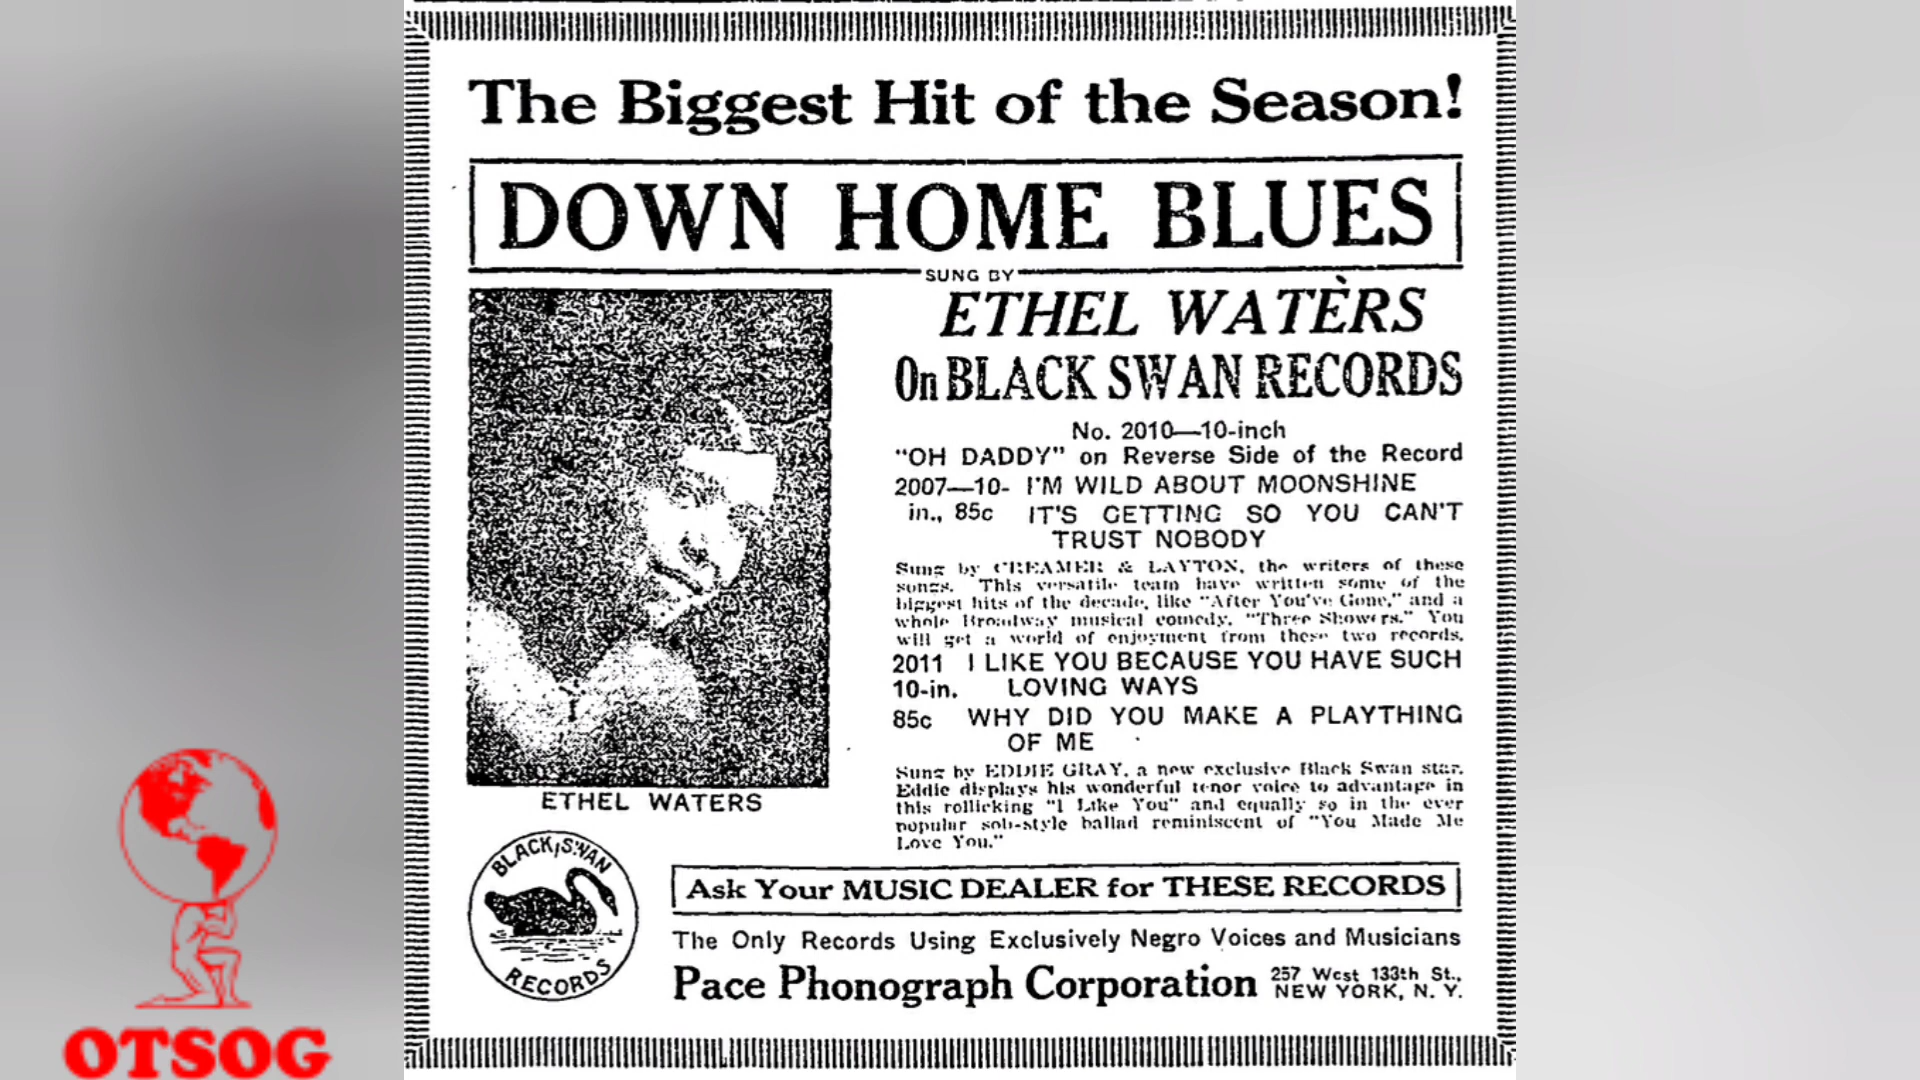 The Biggest Hit of the Season!
DOWN HOME BLUES
SUNG BY
ETHEL WATERS
On BLACK SWAN RECORDS
No. 2010—10-inch
"OH DADDY" on Reverse Side of the Record
2007—10- I'M WILD ABOUT MOONSHINE
in., 85c IT'S GETTING SO YOU CAN'T
TRUST NOBODY
Sung by CREAMER & LAYTON, the writers of these
songs. This versatile team have written some of the
biggest hits of the decade, like "After You've Gone," and a
whole Broadway musical comedy, "Three Showers." You
will get a world of enjoyment from these two records.
2011 I LIKE YOU BECAUSE YOU HAVE SUCH
10-in. LOVING WAYS
85c WHY DID YOU MAKE A PLAYTHING
OF ME
Sung by EDDIE GRAY, a new exclusive Black Swan star.
Eddie displays his wonderful tenor voice to advantage in
this rollicking "I Like You" and equally so in the ever
popular sob-style ballad reminiscent of "You Made Me
Love You."
ETHEL WATERS
BLACK SWAN
RECORDS
Ask Your MUSIC DEALER for THESE RECORDS
The Only Records Using Exclusively Negro Voices and Musicians
Pace Phonograph Corporation 257 West 133th St.,
NEW YORK, N. Y.
OTSOG